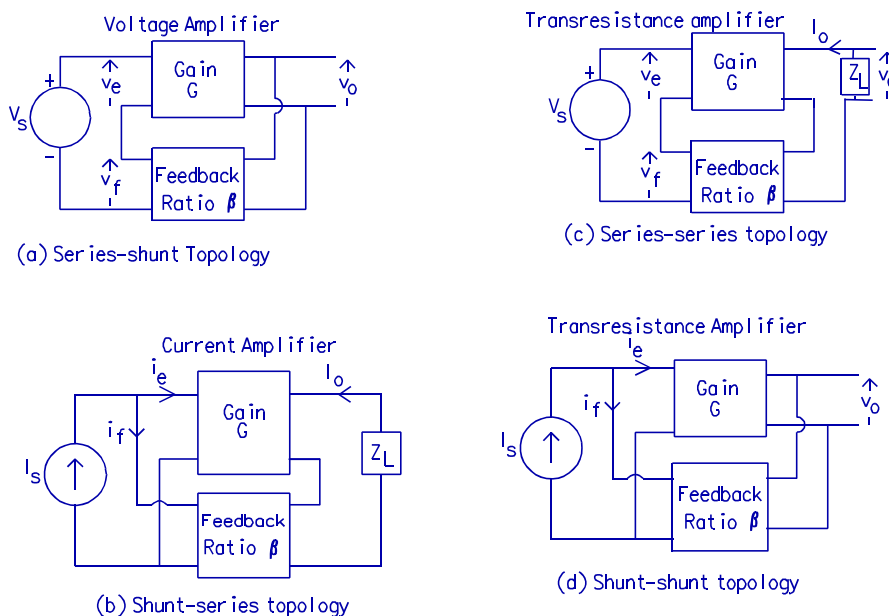 Voltage Amplifier
Gain
G
V_s
+
-
v_e
v_f
v_o
Feedback
Ratio β
(a) Series-shunt Topology
Transresistance amplifier
I_o
Gain
G
V_s
+
-
v_e
v_f
Z_L
v_o
Feedback
Ratio β
(c) Series-series topology
Current Amplifier
i_e
I_o
Gain
G
i_f
I_s
Z_L
Feedback
Ratio β
(b) Shunt-series topology
Transresistance Amplifier
i_e
Gain
G
i_f
I_s
v_o
Feedback
Ratio β
(d) Shunt-shunt topology